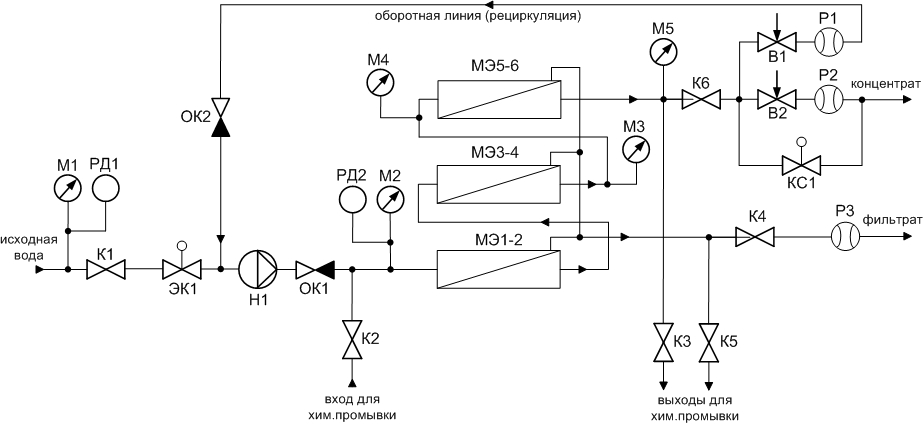 оборотная линия (рециркуляция)
М5
Р1
В1
М4
МЭ5-6
К6
Р2
концентрат
В2
ОК2
М3
МЭ3-4
КС1
М1
РД1
РД2
М2
МЭ1-2
К4
Р3
фильтрат
исходная
вода
К1
ЭК1
Н1
ОК1
К2
К3
К5
вход для
хим.промывки
выходы для
хим.промывки